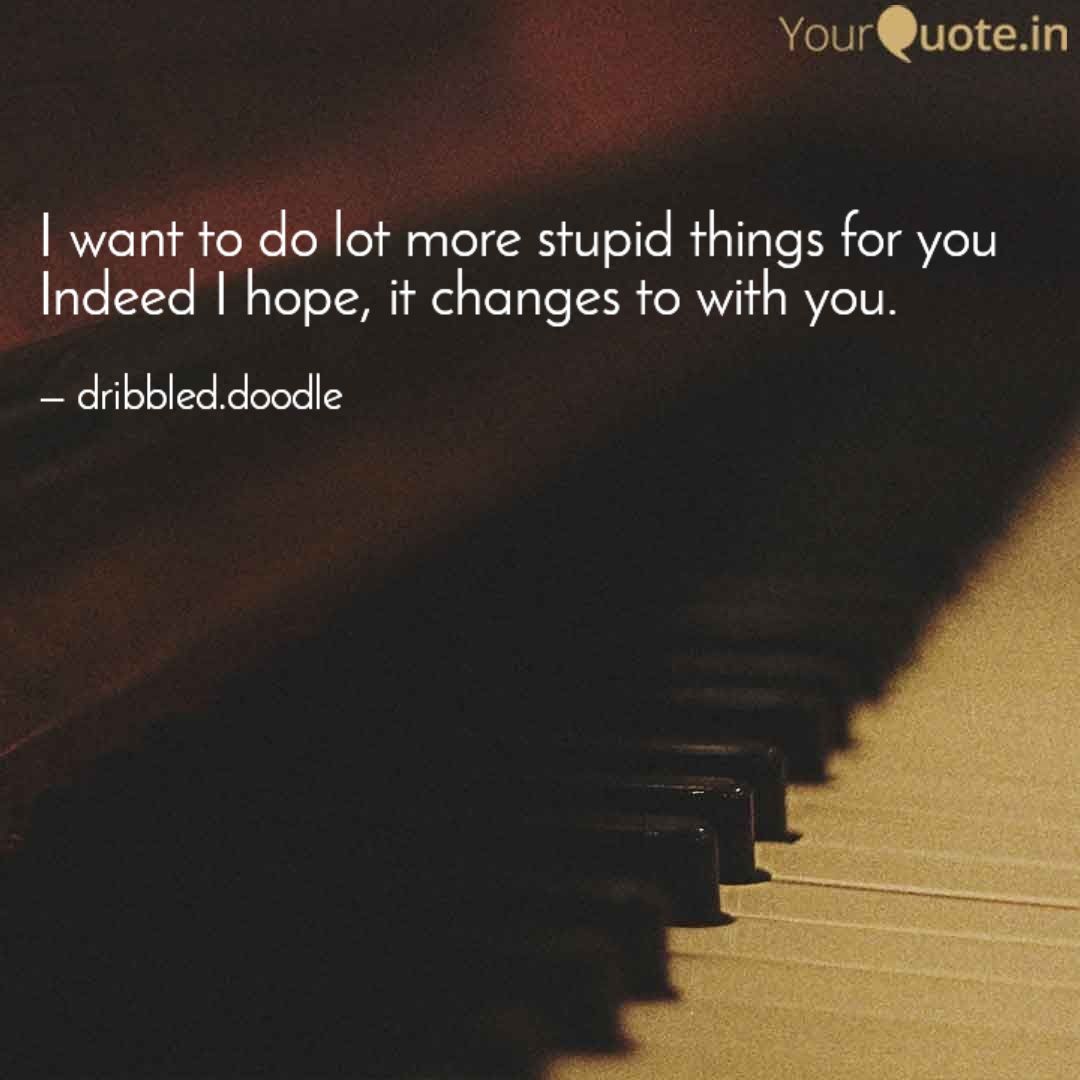 YourQuote.in
I want to do lot more stupid things for you
Indeed I hope, it changes to with you.
– dribbled.doodle